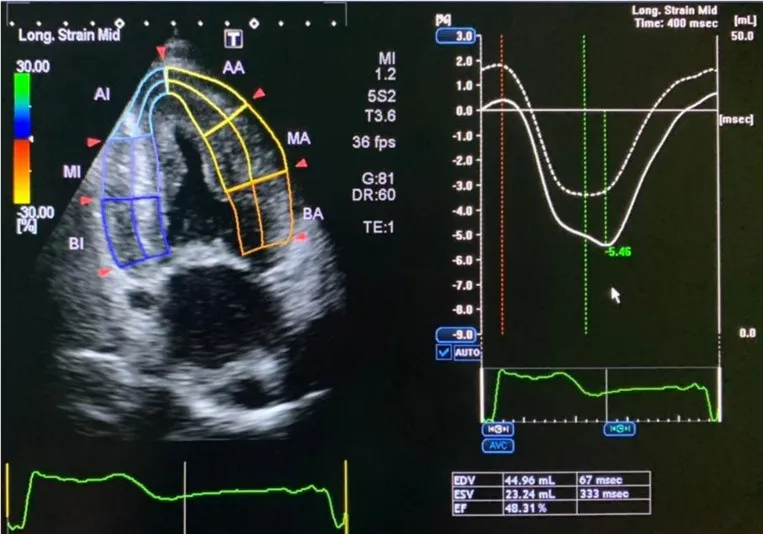 Long. Strain Mid
T
30.00
-30.00
[%]
AI
AA
MI
MA
BI
BA
MI
1.2
5S2
T3.6
36 fps
G:81
DR:60
TE:1
[%]
Long. Strain Mid
Time: 400 msec
[mL]
3.0
50.0
2.0
1.0
0.0
[msec]
-1.0
-2.0
-3.0
-4.0
-5.0
-5.46
-6.0
-7.0
-8.0
-9.0
0.0
AUTO
C
C
AVC
EDV 44.96 mL 67 msec
ESV 23.24 mL 333 msec
EF 48.31 %